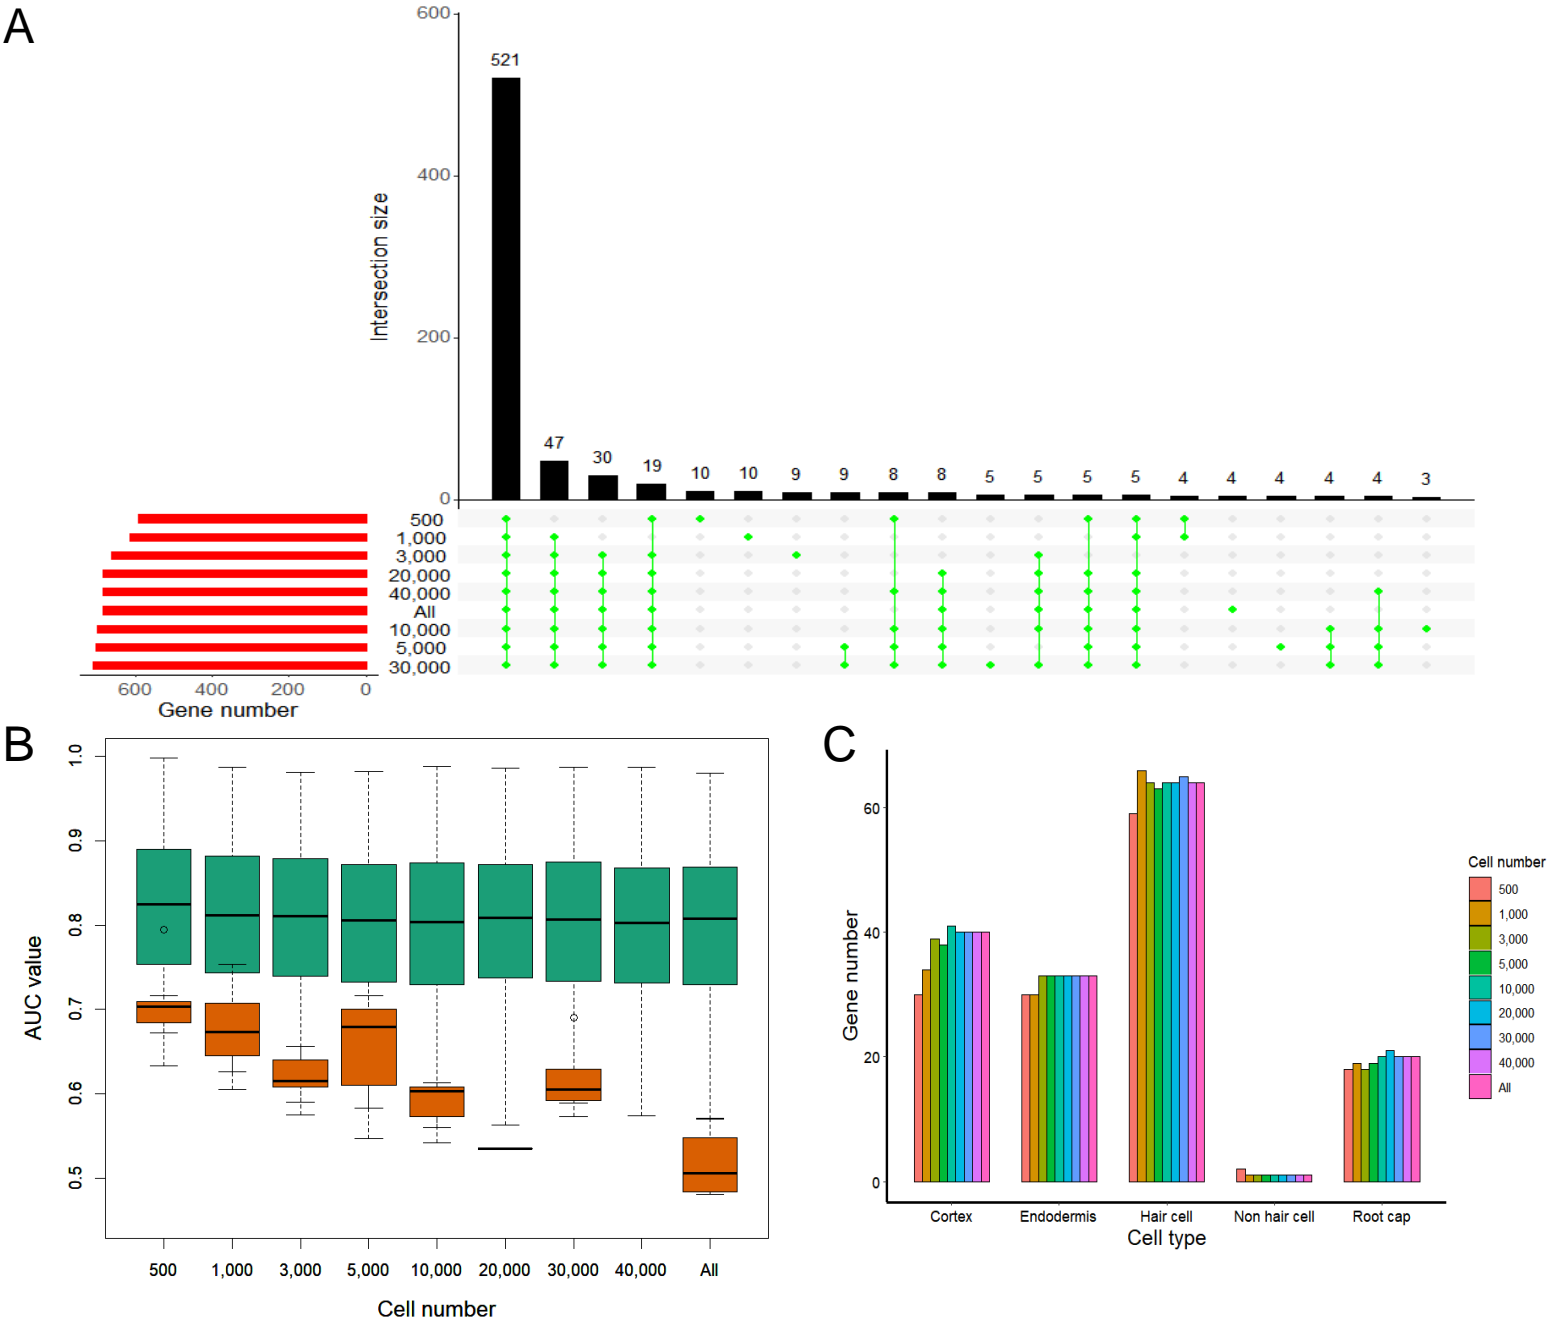 A
600
400
200
0
Intersection size
521 47 30 19 10 10 9 9 8 8 5 5 5 5 4 4 4 4 4 3
500
1,000
3,000
20,000
40,000
All
10,000
5,000
30,000
600 400 200 0
Gene number
B
1.0
0.9
0.8
0.7
0.6
0.5
AUC value
500 1,000 3,000 5,000 10,000 20,000 30,000 40,000 All
Cell number
C
60
40
20
0
Gene number
Cortex Endodermis Hair cell Non hair cell Root cap
Cell type
Cell number
500
1,000
3,000
5,000
10,000
20,000
30,000
40,000
All